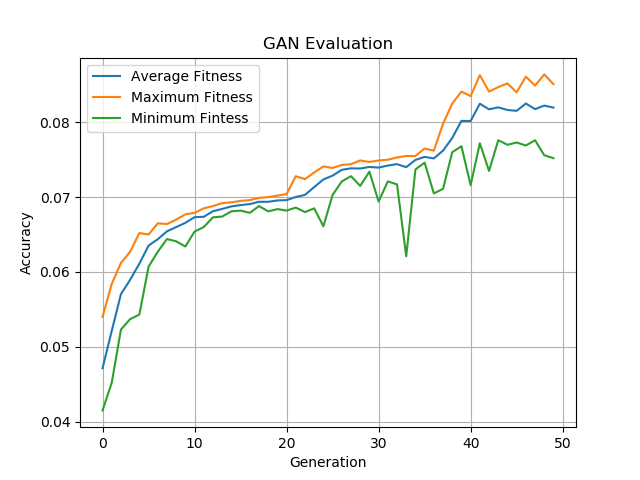 GAN Evaluation
Average Fitness
Maximum Fitness
Minimum Fintess
Accuracy
0.08
0.07
0.06
0.05
0.04
0 10 20 30 40 50
Generation